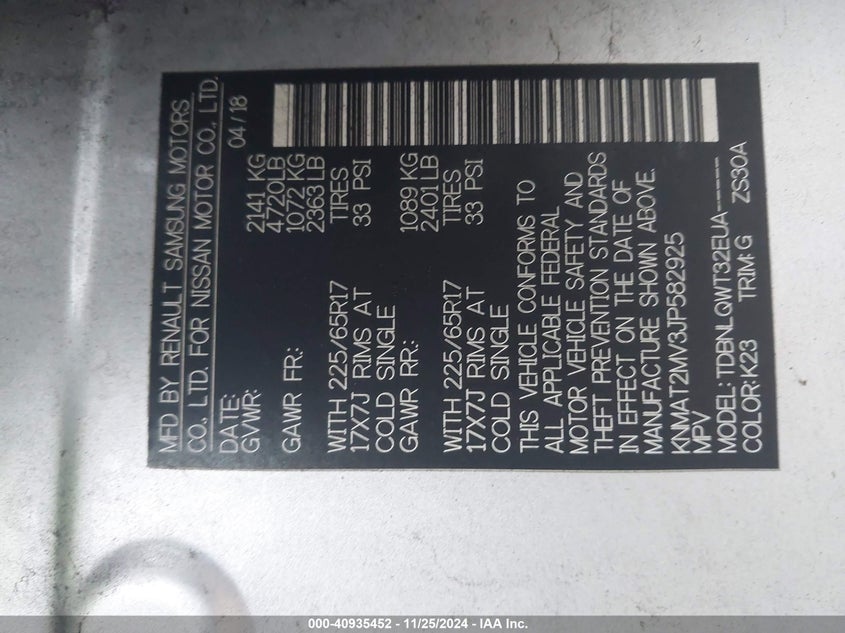 MFD BY RENAULT SAMSUNG MOTORS
CO. LTD. FOR NISSAN MOTOR CO., LTD.
DATE: 04/18
GVWR: 2141 KG
4720LB
GAWR FR: 1072 KG
2363 LB
WITH 225/65R17 TIRES
17X7J RIMS AT 33 PSI
COLD SINGLE
GAWR RR: 1089 KG
2401 LB
WITH 225/65R17 TIRES
17X7J RIMS AT 33 PSI
COLD SINGLE
THIS VEHICLE CONFORMS TO
ALL APPLICABLE FEDERAL
MOTOR VEHICLE SAFETY AND
THEFT PREVENTION STANDARDS
IN EFFECT ON THE DATE OF
MANUFACTURE SHOWN ABOVE.
KNMAT2MV3JP582925
MPV
MODEL: TDBNLQWT32EUA-----
COLOR:K23 TRIM:G ZS30A
000-40935452 - 11/25/2024 - IAA Inc.